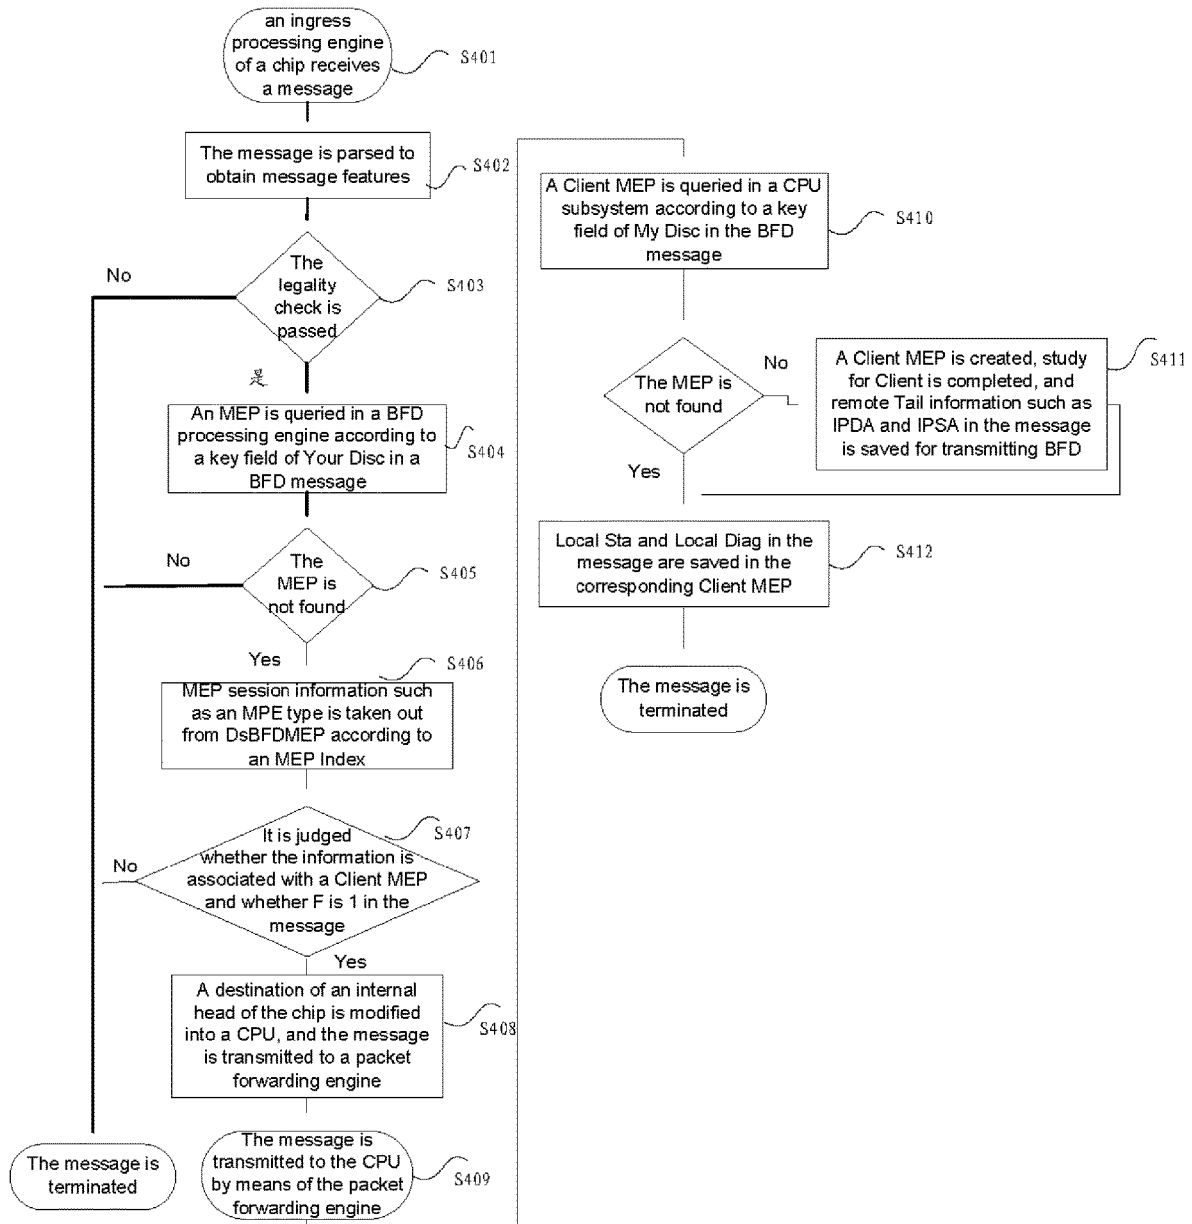 an ingress
processing engine
of a chip receives
a message
S401
The message is parsed to
obtain message features
S402
The
legality
check is
passed
S403
No
是
An MEP is queried in a BFD
processing engine according to
a key field of Your Disc in a
BFD message
S404
The
MEP is
not found
S405
No
Yes
S406
MEP session information such
as an MPE type is taken out
from DsBFDMEP according to
an MEP Index
It is judged
whether the information is
associated with a Client MEP
and whether F is 1 in the
message
S407
No
Yes
A destination of an internal
head of the chip is modified
into a CPU, and the message
is transmitted to a packet
forwarding engine
S408
The message is
terminated
The message is
transmitted to the CPU
by means of the packet
forwarding engine
S409
A Client MEP is queried in a CPU
subsystem according to a key
field of My Disc in the BFD
message
S410
The MEP is
not found
No
Yes
A Client MEP is created, study
for Client is completed, and
remote Tail information such as
IPDA and IPSA in the message
is saved for transmitting BFD
S411
Local Sta and Local Diag in the
message are saved in the
corresponding Client MEP
S412
The message is
terminated